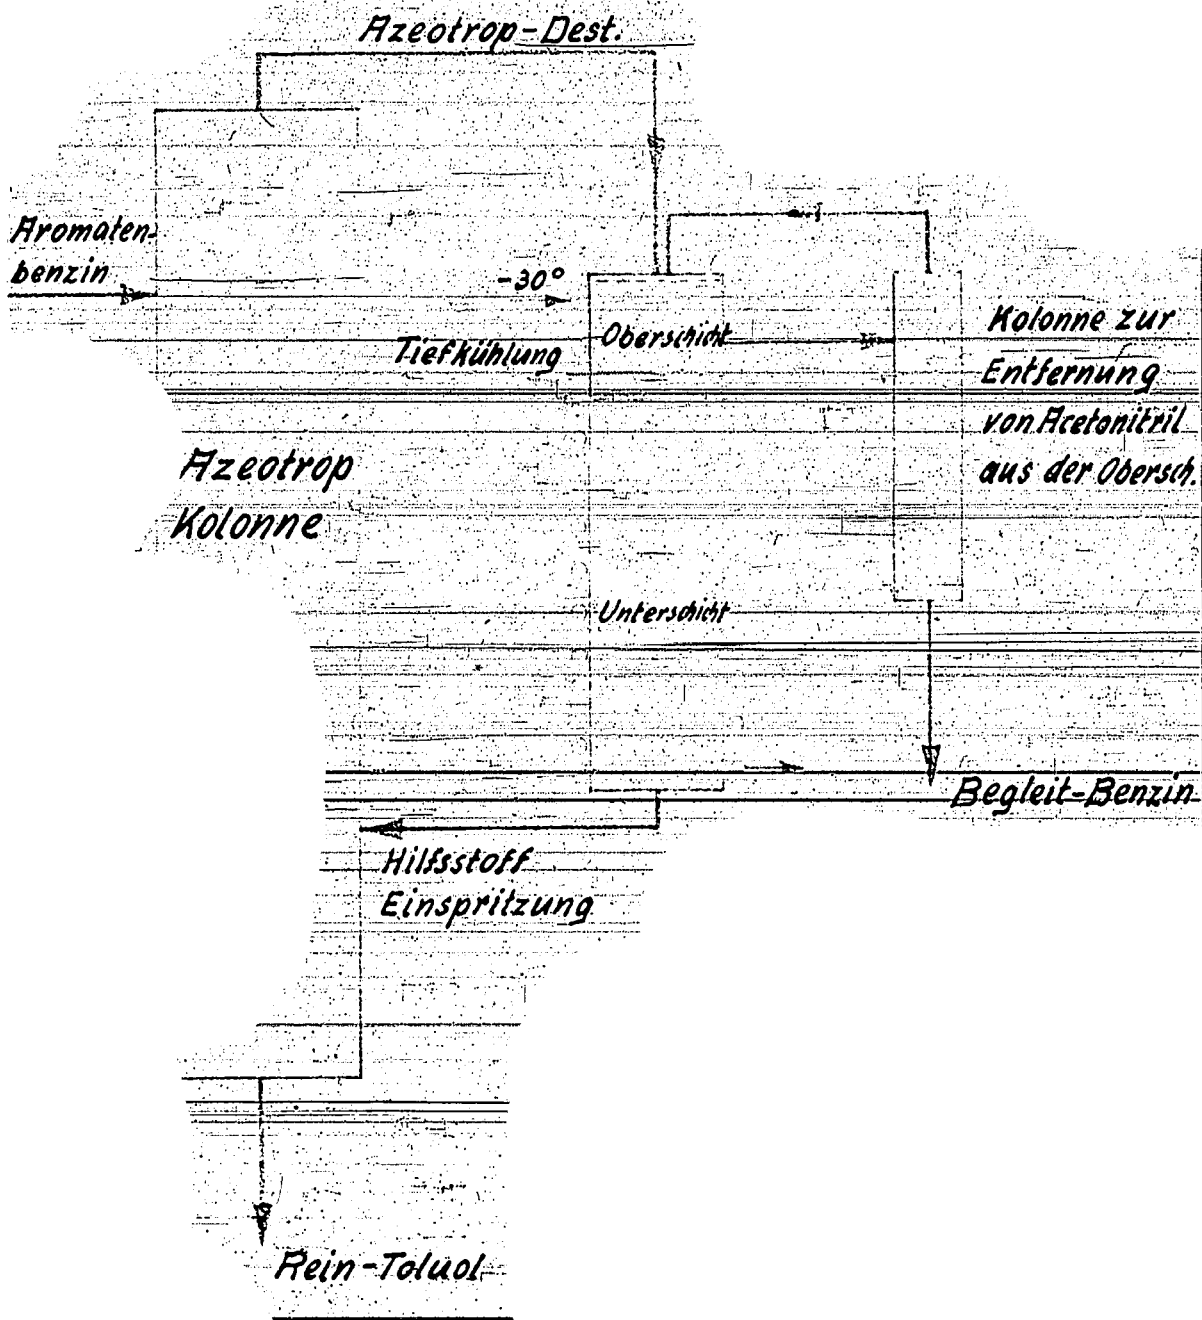 Azeotrop-Dest.
Aromaten-
benzin
-30°
Tiefkühlung
Oberschicht
Kolonne zur
Entfernung
von Acetonitril
aus der Obersch.
Azeotrop
Kolonne
Unterschicht
Begleit-Benzin
Hilfsstoff
Einspritzung
Rein-Toluol